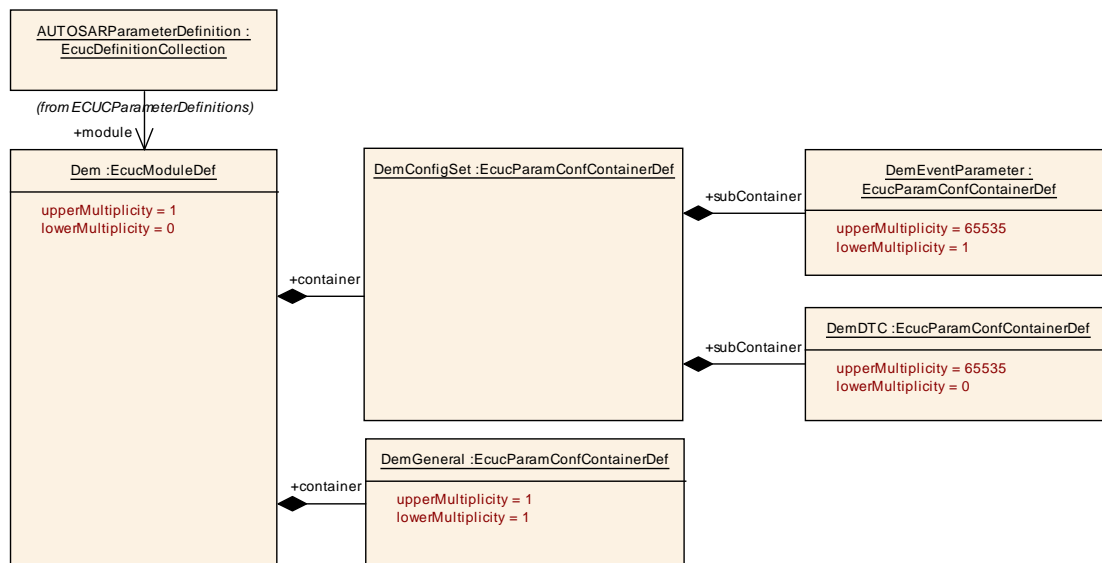 AUTOSARParameterDefinition :
EcucDefinitionCollection
(from ECUCParameterDefinitions)
+module
Dem :EcucModuleDef
upperMultiplicity = 1
lowerMultiplicity = 0
+container
DemConfigSet :EcucParamConfContainerDef
+subContainer
DemEventParameter :
EcucParamConfContainerDef
upperMultiplicity = 65535
lowerMultiplicity = 1
+subContainer
DemDTC :EcucParamConfContainerDef
upperMultiplicity = 65535
lowerMultiplicity = 0
+container
DemGeneral :EcucParamConfContainerDef
upperMultiplicity = 1
lowerMultiplicity = 1